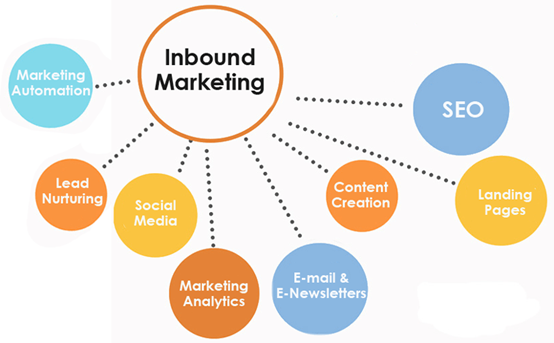 Inbound
Marketing
Marketing
Automation
SEO
Lead
Nurturing
Social
Media
Content
Creation
Landing
Pages
Marketing
Analytics
E-mail &
E-Newsletters